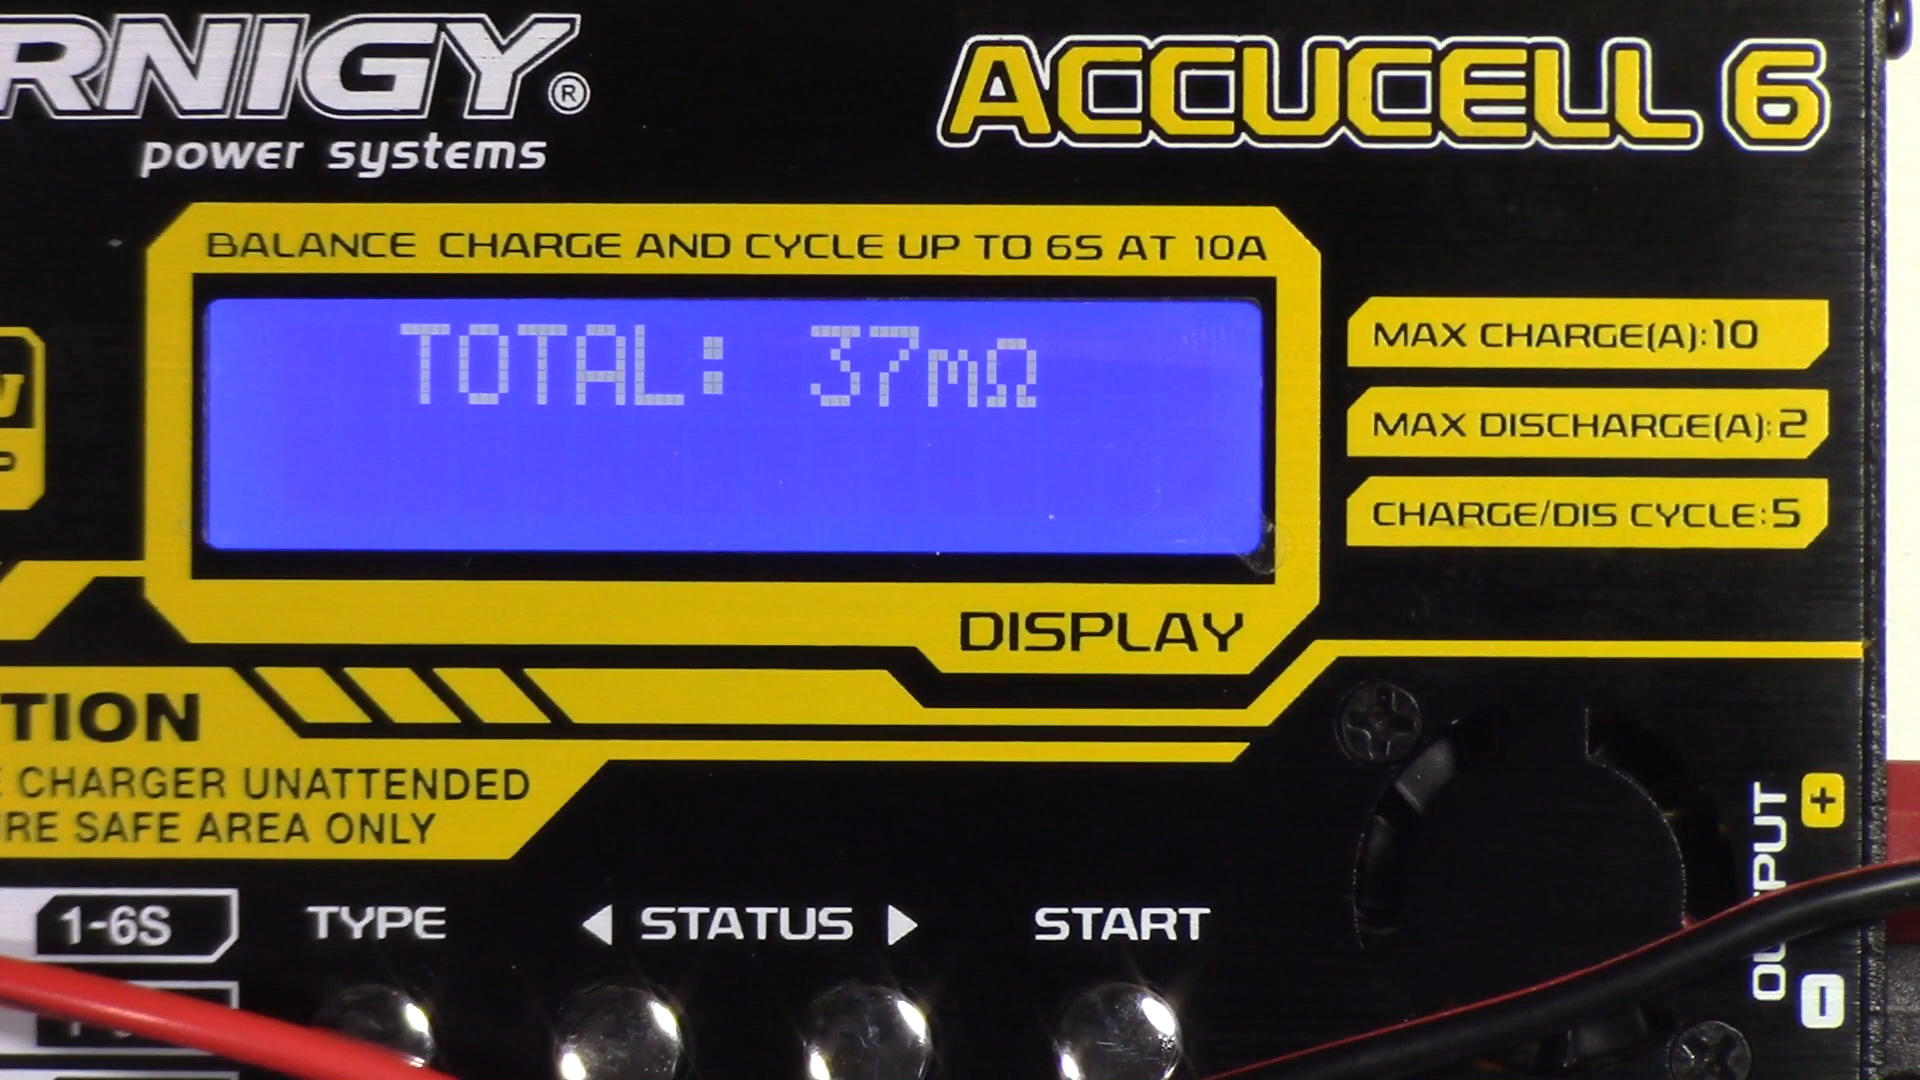 RNIGY®
power systems
ACCUCELL 6
BALANCE CHARGE AND CYCLE UP TO 6S AT 10A
TOTAL: 37mΩ
MAX CHARGE(A):10
MAX DISCHARGE(A):2
CHARGE/DIS CYCLE:5
DISPLAY
TION
CHARGER UNATTENDED
IRE SAFE AREA ONLY
1-6S
TYPE
◀ STATUS ▶
START
OUTPUT
+
-